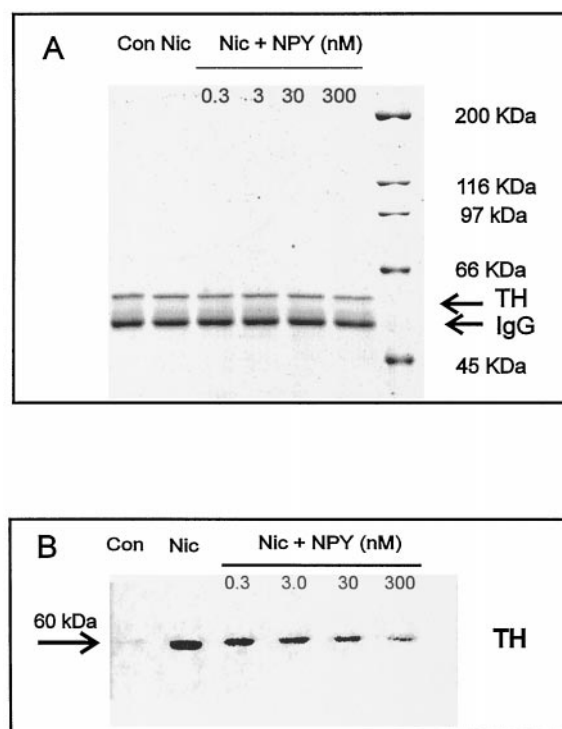 A
Con Nic Nic + NPY (nM)
0.3 3 30 300
200 KDa
116 KDa
97 kDa
66 KDa
TH
IgG
45 KDa
B
Con Nic Nic + NPY (nM)
0.3 3.0 30 300
60 kDa
TH